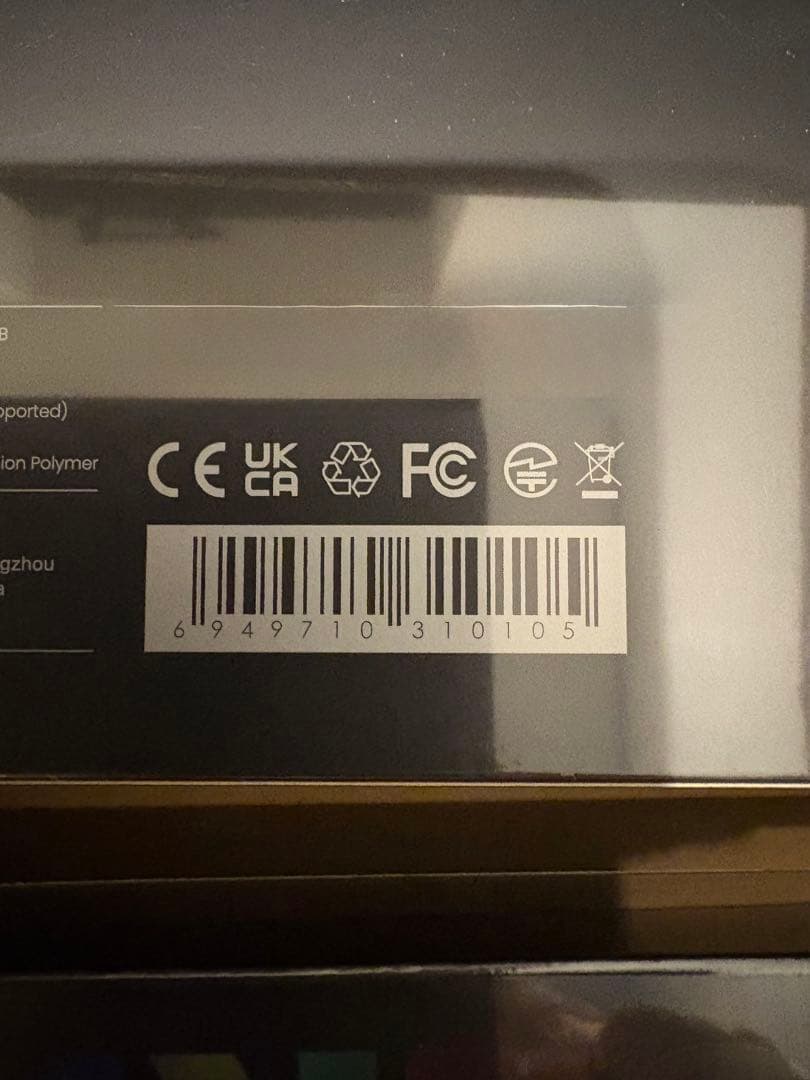 B
pported)
ion Polymer
gzhou
a
CE UK CA FC
6 949710 310105